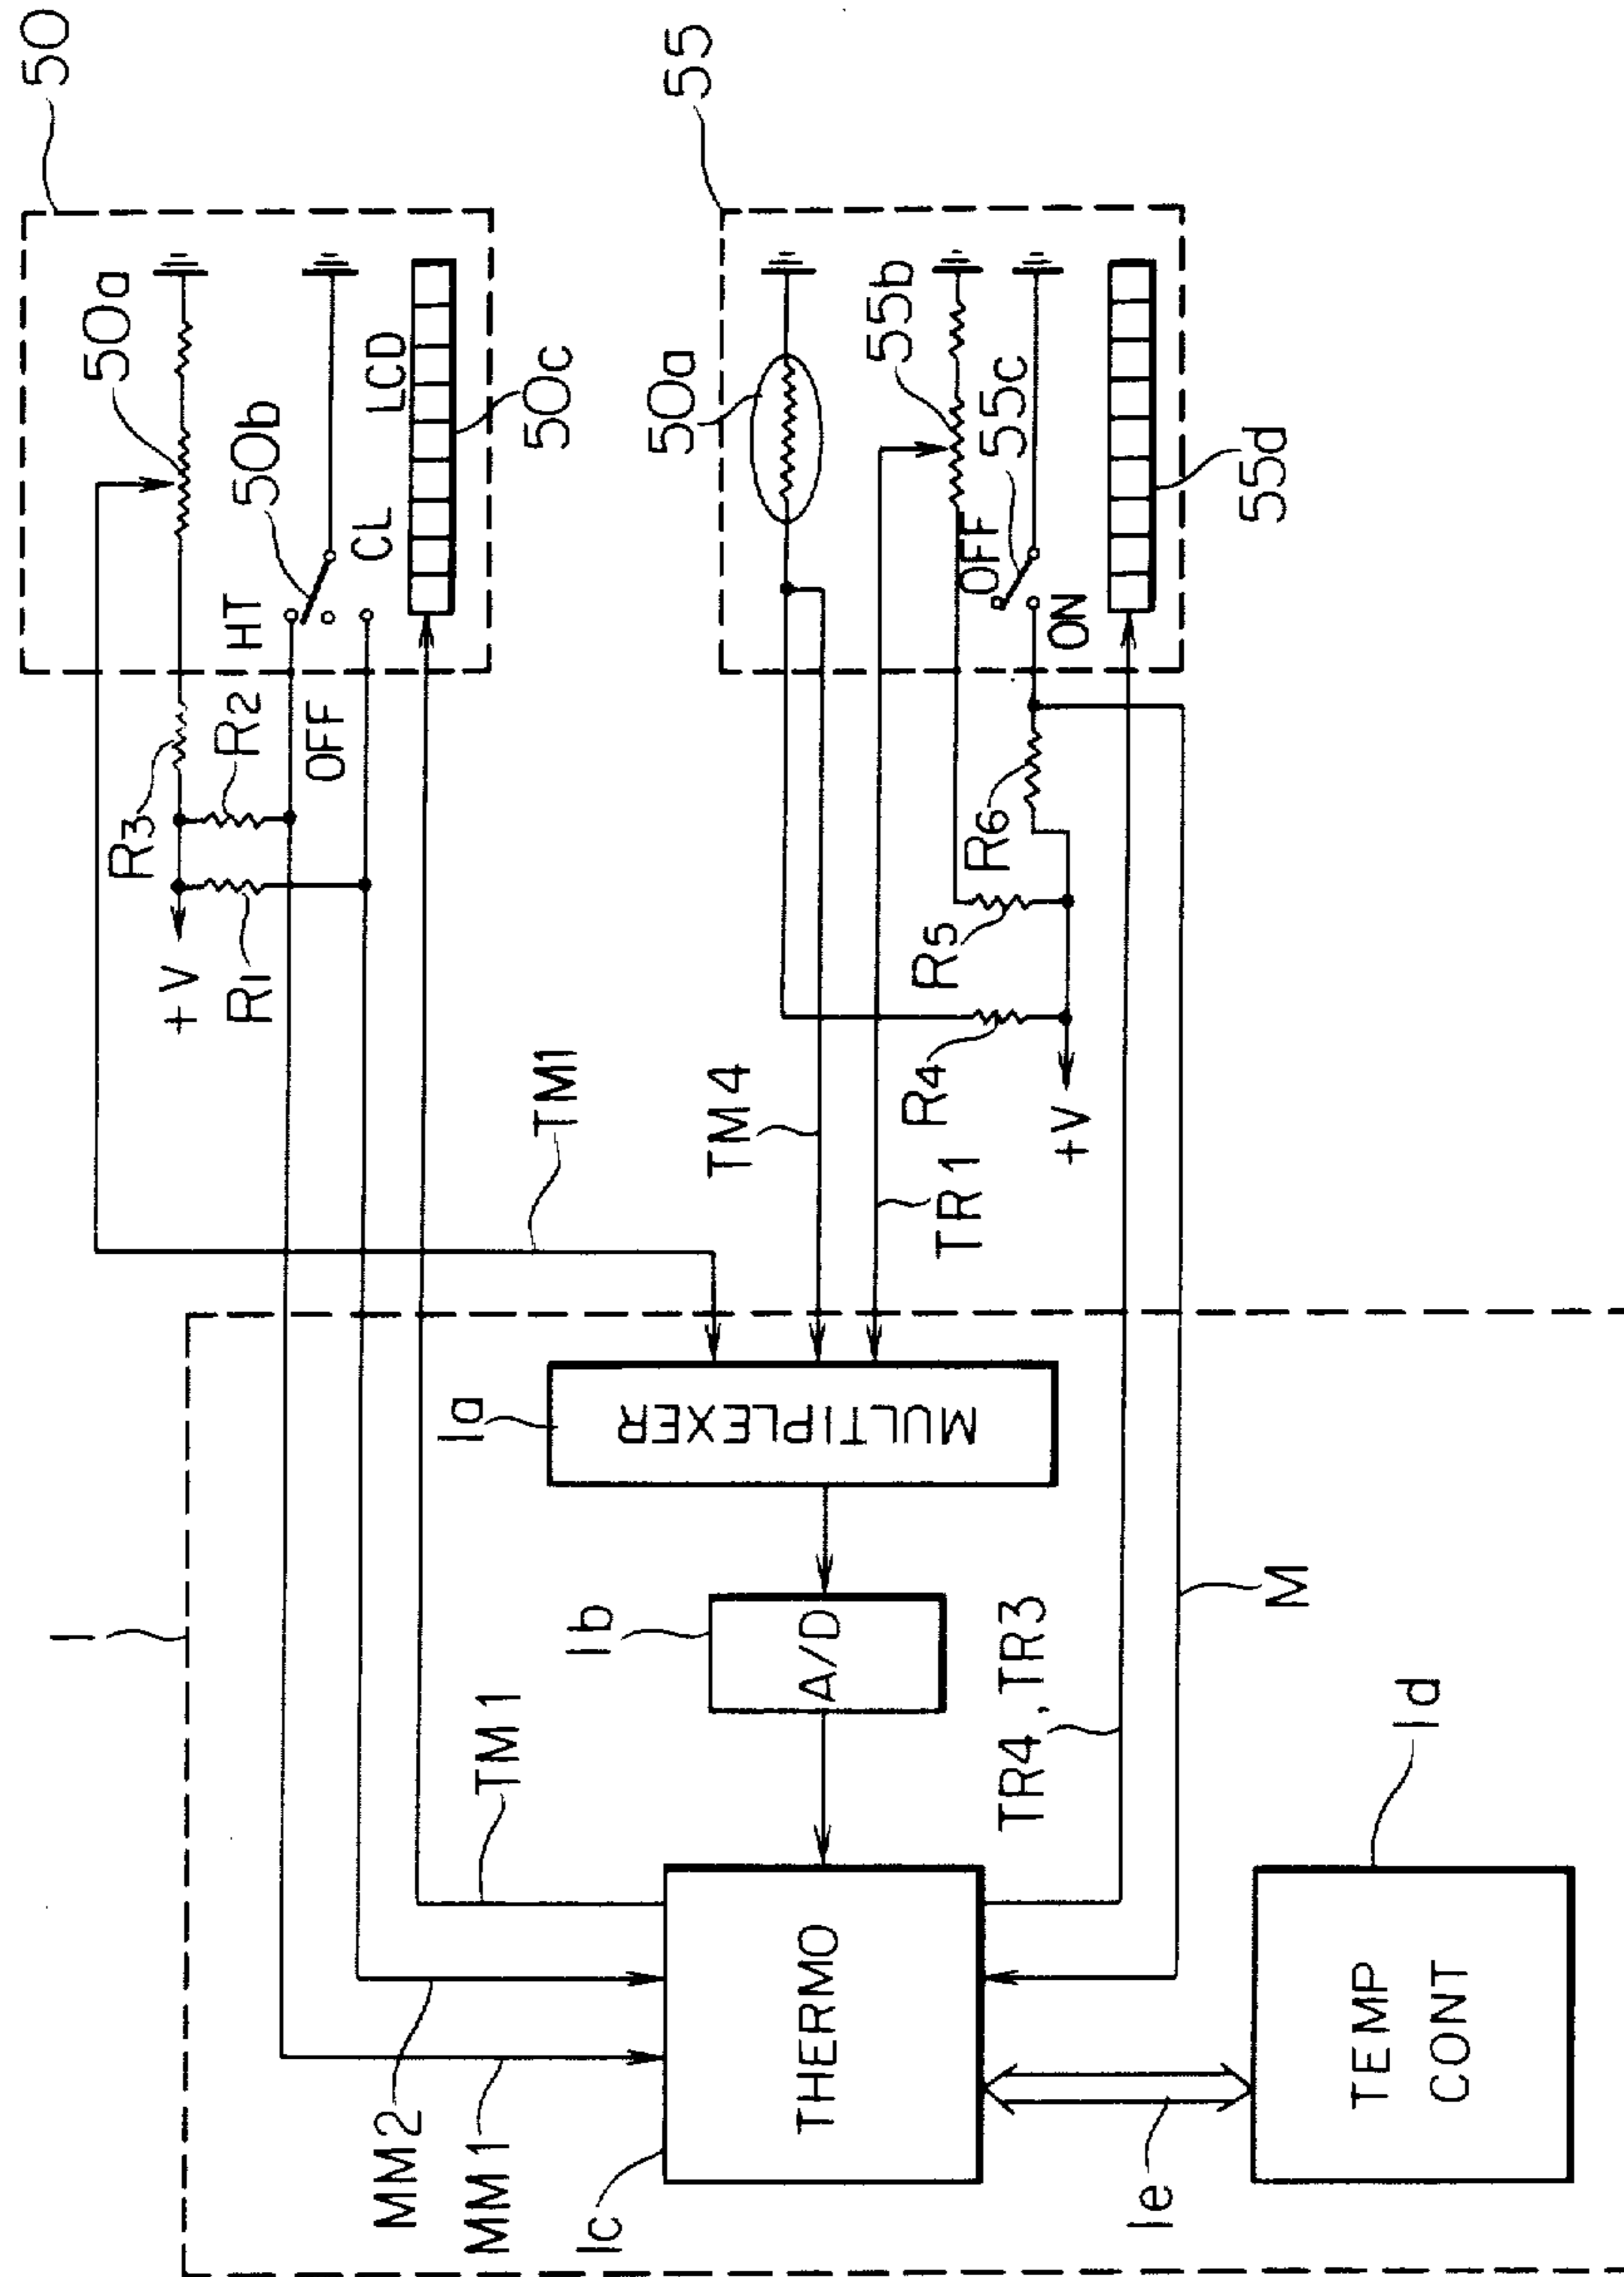 50
50a
50b
HT
CL
LCD
50c
R3
R2
OFF
+V
R1
TM1
55
50a
55b
OFF
55c
ON
55d
R6
R5
R4
+V
TM4
TR1
1
1a
MULTIPLEXER
1b
A/D
TM1
TR4, TR3
M
MM2
MM1
1c
THERMO
1d
TEMP
CONT
1e